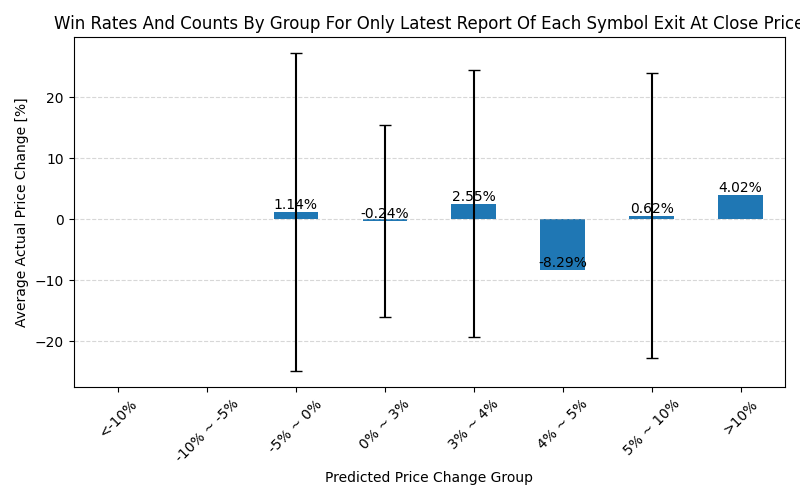 Win Rates And Counts By Group For Only Latest Report Of Each Symbol Exit At Close Price
Average Actual Price Change [%]
20
10
0
−10
−20
1.14%
-0.24%
2.55%
-8.29%
0.62%
4.02%
<-10%
-10% ~ -5%
-5% ~ 0%
0% ~ 3%
3% ~ 4%
4% ~ 5%
5% ~ 10%
>10%
Predicted Price Change Group